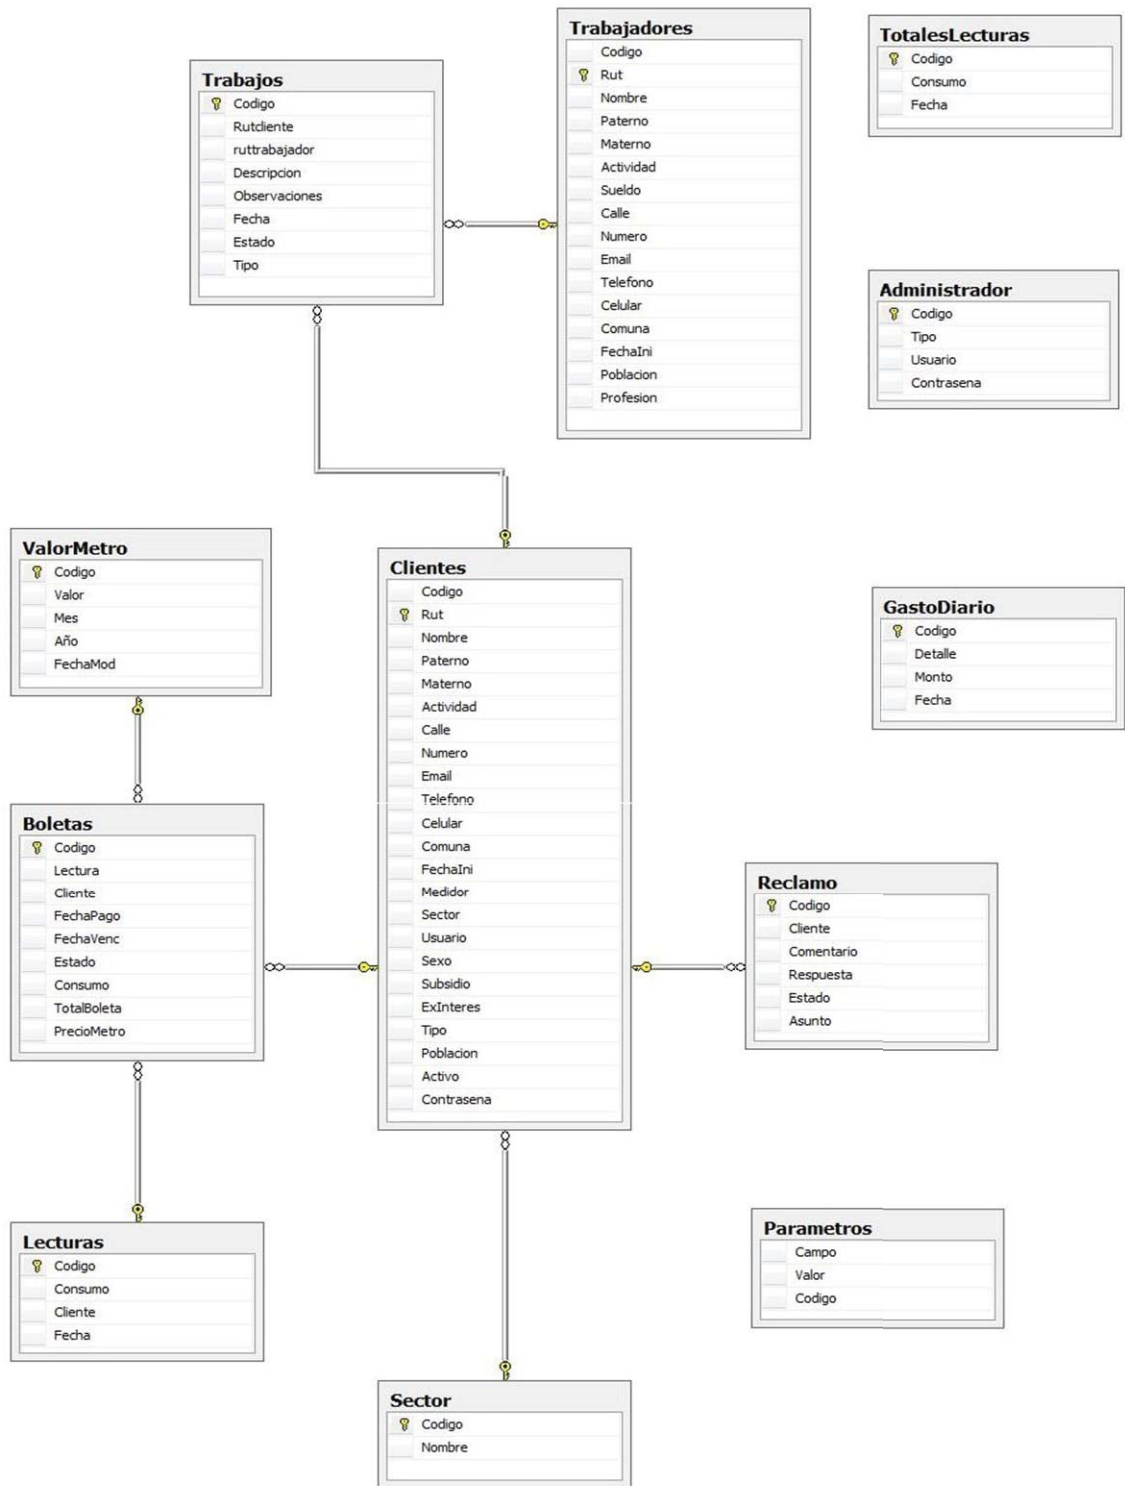 Trabajadores
Codigo
Rut
Nombre
Paterno
Materno
Actividad
Sueldo
Calle
Numero
Email
Telefono
Celular
Comuna
FechaIni
Poblacion
Profesion
TotalesLecturas
Codigo
Consumo
Fecha
Trabajos
Codigo
Rutcliente
ruttrabajador
Descripcion
Observaciones
Fecha
Estado
Tipo
Administrador
Codigo
Tipo
Usuario
Contrasena
ValorMetro
Codigo
Valor
Mes
Año
FechaMod
Clientes
Codigo
Rut
Nombre
Paterno
Materno
Actividad
Calle
Numero
Email
Telefono
Celular
Comuna
FechaIni
Medidor
Sector
Usuario
Sexo
Subsidio
ExInteres
Tipo
Poblacion
Activo
Contrasena
GastoDiario
Codigo
Detalle
Monto
Fecha
Boletas
Codigo
Lectura
Cliente
FechaPago
FechaVenc
Estado
Consumo
TotalBoleta
PrecioMetro
Reclamo
Codigo
Cliente
Comentario
Respuesta
Estado
Asunto
Lecturas
Codigo
Consumo
Cliente
Fecha
Parametros
Campo
Valor
Codigo
Sector
Codigo
Nombre